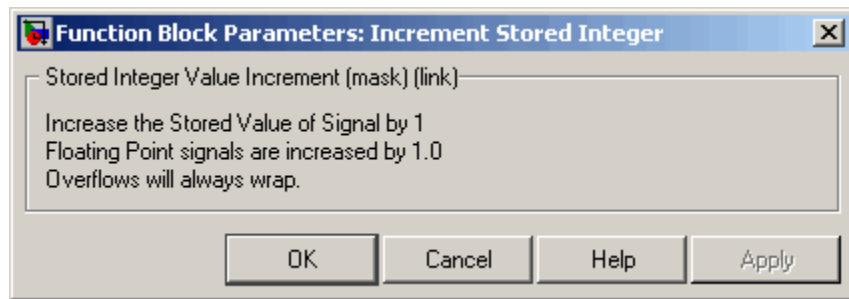 Function Block Parameters: Increment Stored Integer
Stored Integer Value Increment (mask) (link)
Increase the Stored Value of Signal by 1
Floating Point signals are increased by 1.0
Overflows will always wrap.
OK Cancel Help Apply